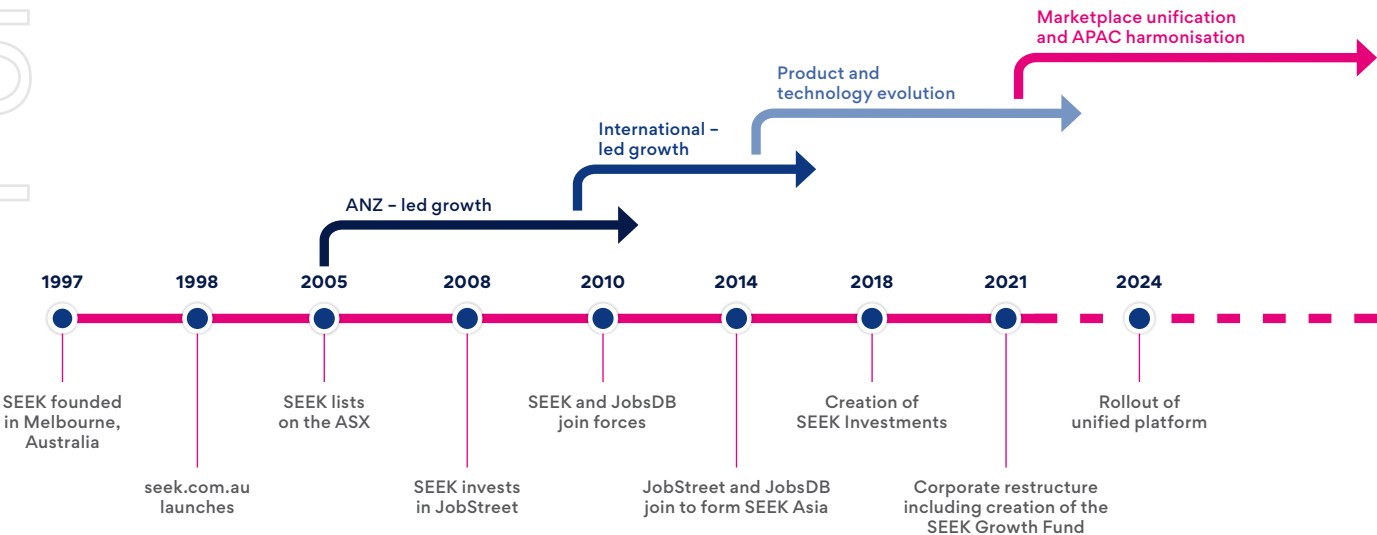 Marketplace unification
and APAC harmonisation
Product and
technology evolution
International –
led growth
ANZ – led growth
1997
1998
2005
2008
2010
2014
2018
2021
2024
SEEK founded
in Melbourne,
Australia
seek.com.au
launches
SEEK lists
on the ASX
SEEK invests
in JobStreet
SEEK and JobsDB
join forces
JobStreet and JobsDB
join to form SEEK Asia
Creation of
SEEK Investments
Corporate restructure
including creation of the
SEEK Growth Fund
Rollout of
unified platform